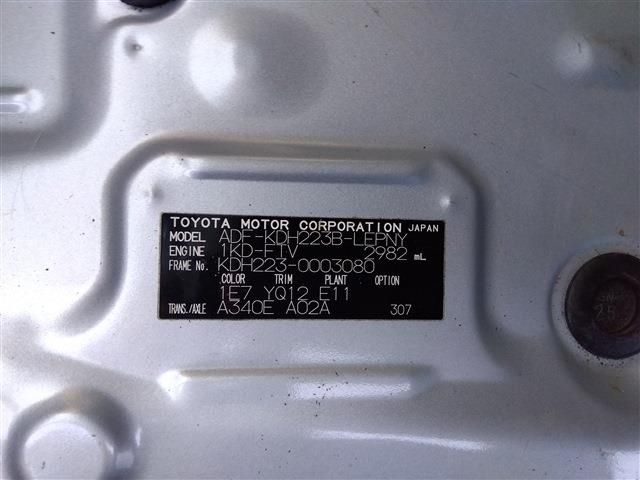 TOYOTA MOTOR CORPORATION JAPAN
MODEL ADF-KDH223B-LEPNY
ENGINE 1KD-FTV 2982 mL
FRAME No. KDH223-0003080
COLOR TRIM PLANT OPTION
1E7 YQ12 E11
TRANS./AXLE A340E A02A 307
25